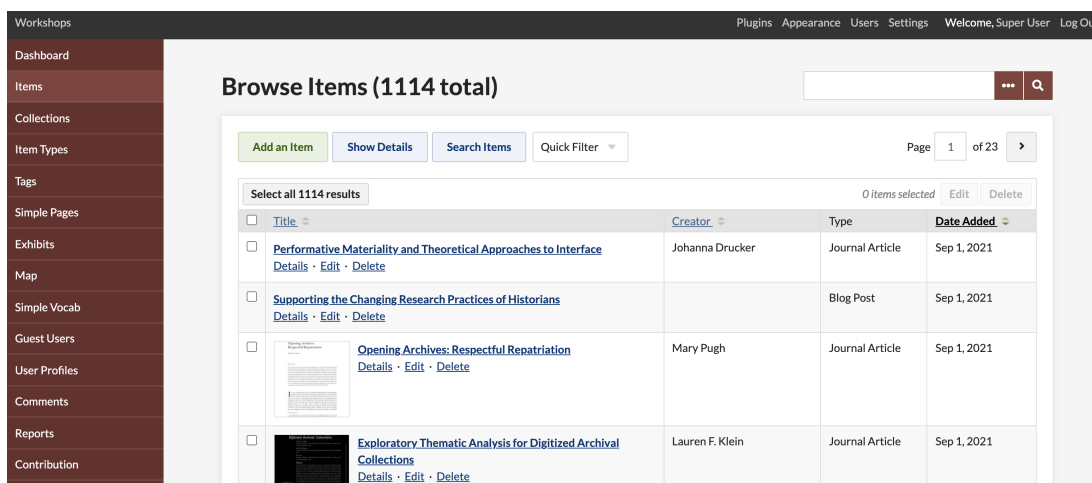 Workshops
Plugins Appearance Users Settings Welcome, Super User Log Ou
Dashboard
Items
Collections
Item Types
Tags
Simple Pages
Exhibits
Map
Simple Vocab
Guest Users
User Profiles
Comments
Reports
Contribution
Browse Items (1114 total)
Add an Item Show Details Search Items Quick Filter Page 1 of 23
Select all 1114 results 0 items selected Edit Delete
Title Creator Type Date Added
Performative Materiality and Theoretical Approaches to Interface Johanna Drucker Journal Article Sep 1, 2021
Details · Edit · Delete
Supporting the Changing Research Practices of Historians Blog Post Sep 1, 2021
Details · Edit · Delete
Opening Archives: Respectful Repatriation Mary Pugh Journal Article Sep 1, 2021
Details · Edit · Delete
Exploratory Thematic Analysis for Digitized Archival Lauren F. Klein Journal Article Sep 1, 2021
Collections
Details · Edit · Delete